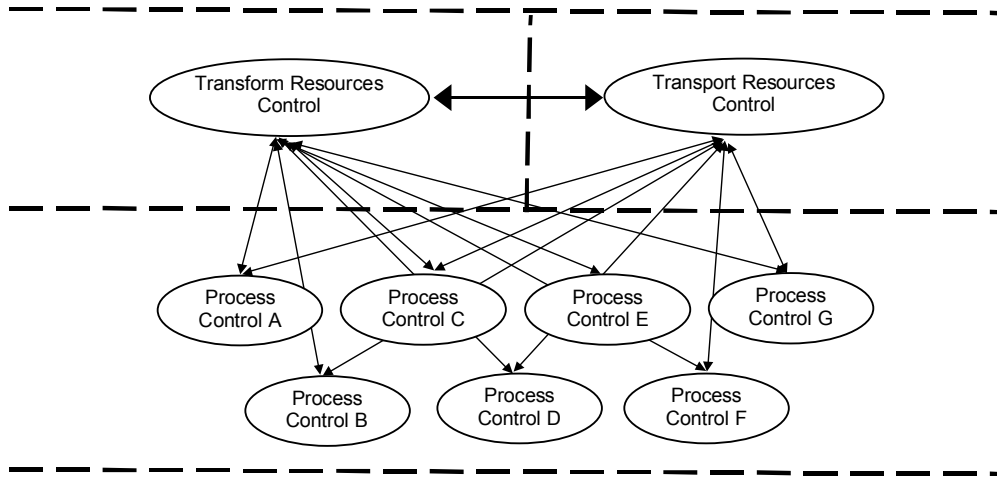 Transform Resources
Control
Transport Resources
Control
Process
Control A
Process
Control C
Process
Control E
Process
Control G
Process
Control B
Process
Control D
Process
Control F